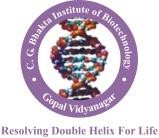 C. G. Bhakta Institute of Biotechnology
Gopal Vidyanagar
Resolving Double Helix For Life